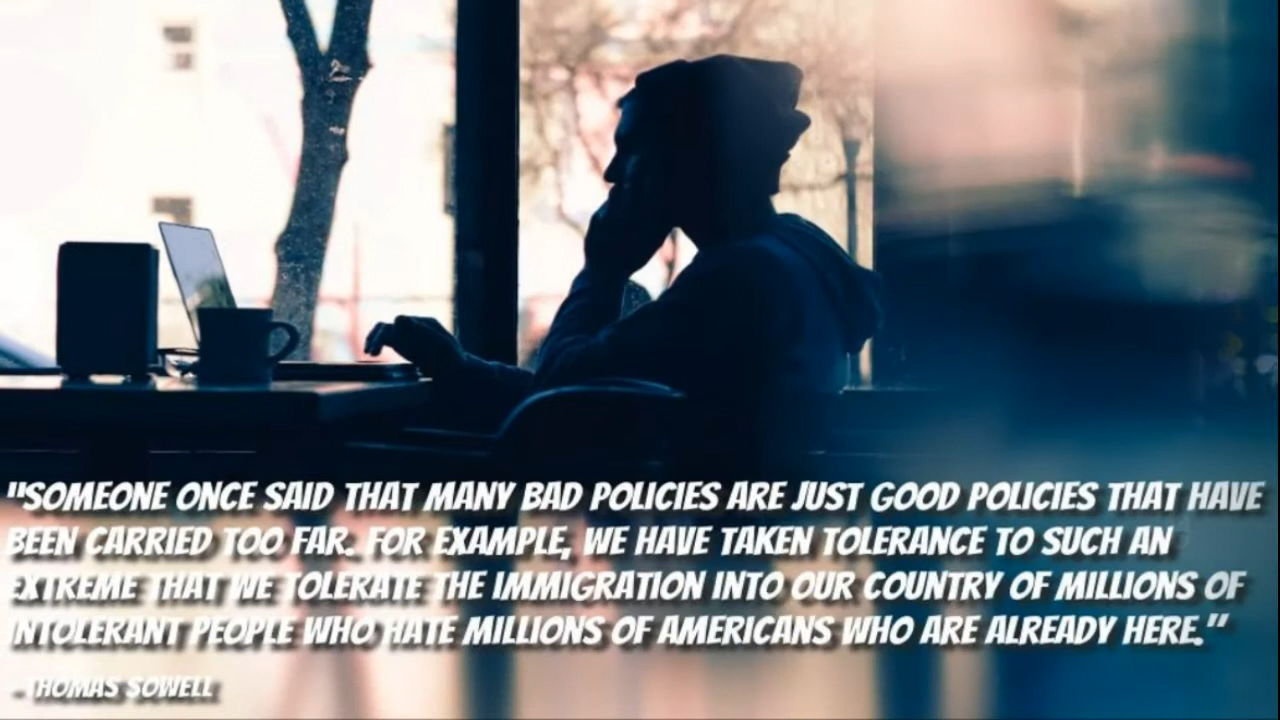 "SOMEONE ONCE SAID THAT MANY BAD POLICIES ARE JUST GOOD POLICIES THAT HAVE
BEEN CARRIED TOO FAR. FOR EXAMPLE, WE HAVE TAKEN TOLERANCE TO SUCH AN
EXTREME THAT WE TOLERATE THE IMMIGRATION INTO OUR COUNTRY OF MILLIONS OF
INTOLERANT PEOPLE WHO HATE MILLIONS OF AMERICANS WHO ARE ALREADY HERE."
- THOMAS SOWELL